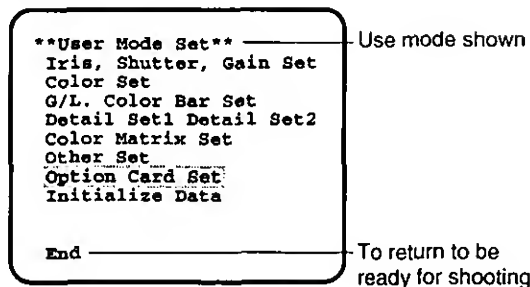 **User Mode Set**
Use mode shown
Iris, Shutter, Gain Set
Color Set
G/L. Color Bar Set
Detail Set1 Detail Set2
Color Matrix Set
Other Set
Option Card Set
Initialize Data
End
To return to be
ready for shooting